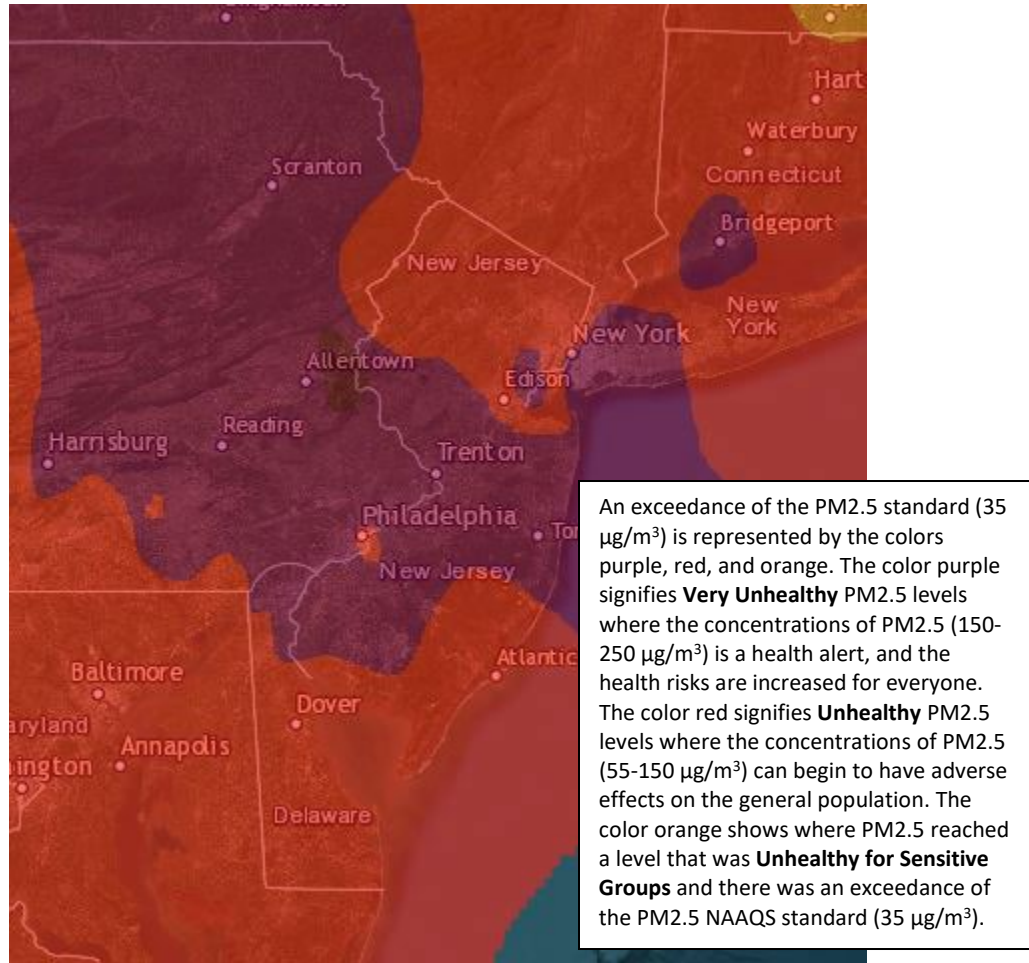 Scranton
Hart
Waterbury
Connecticut
Bridgeport
New Jersey
New
York
New York
Allentown
Edison
Reading
Harrisburg
Trenton
Philadelphia
To
New Jersey
Atlantic
Baltimore
Dover
aryland
Annapolis
ington
Delaware
An exceedance of the PM2.5 standard (35
µg/m³) is represented by the colors
purple, red, and orange. The color purple
signifies Very Unhealthy PM2.5 levels
where the concentrations of PM2.5 (150-
250 µg/m³) is a health alert, and the
health risks are increased for everyone.
The color red signifies Unhealthy PM2.5
levels where the concentrations of PM2.5
(55-150 µg/m³) can begin to have adverse
effects on the general population. The
color orange shows where PM2.5 reached
a level that was Unhealthy for Sensitive
Groups and there was an exceedance of
the PM2.5 NAAQS standard (35 µg/m³).